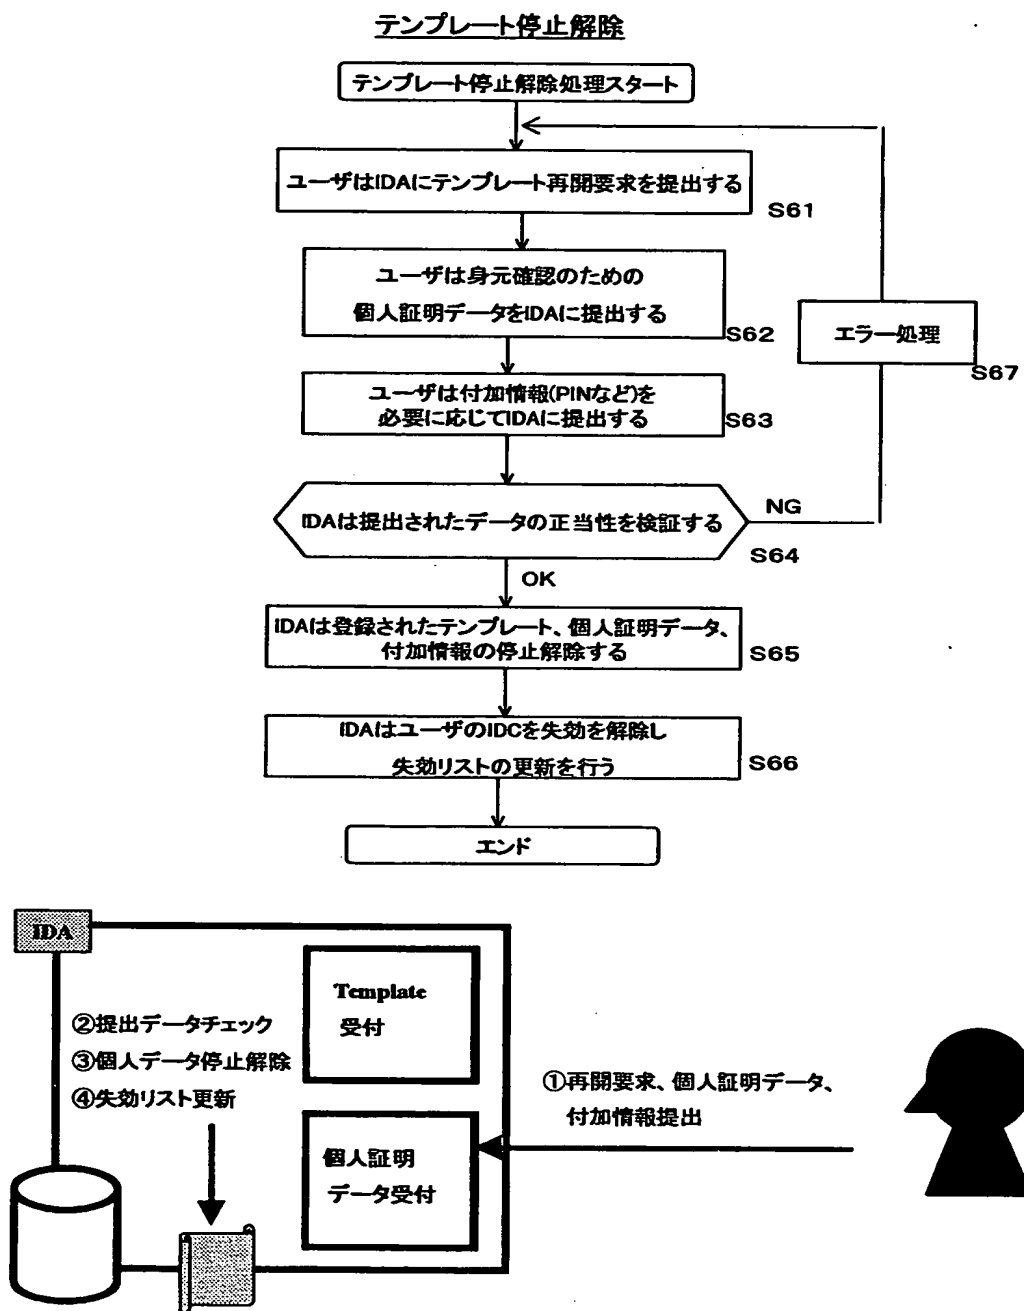 テンプレート停止解除
テンプレート停止解除処理スタート
ユーザはIDAにテンプレート再開要求を提出する
S61
ユーザは身元確認のための
個人証明データをIDAに提出する
S62
エラー処理
S67
ユーザは付加情報(PINなど)を
必要に応じてIDAに提出する
S63
IDAは提出されたデータの正当性を検証する
NG
S64
OK
IDAは登録されたテンプレート、個人証明データ、
付加情報の停止解除する
S65
IDAはユーザのIDCを失効を解除し
失効リストの更新を行う
S66
エンド
IDA
Template
受付
②提出データチェック
③個人データ停止解除
④失効リスト更新
①再開要求、個人証明データ、
付加情報提出
個人証明
データ受付